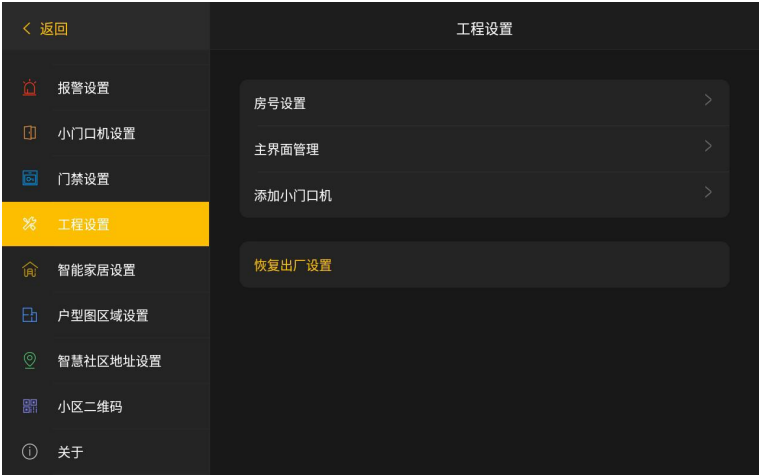 返回
工程设置
报警设置
小门口机设置
门禁设置
工程设置
智能家居设置
户型图区域设置
智慧社区地址设置
小区二维码
关于
房号设置
主界面管理
添加小门口机
恢复出厂设置